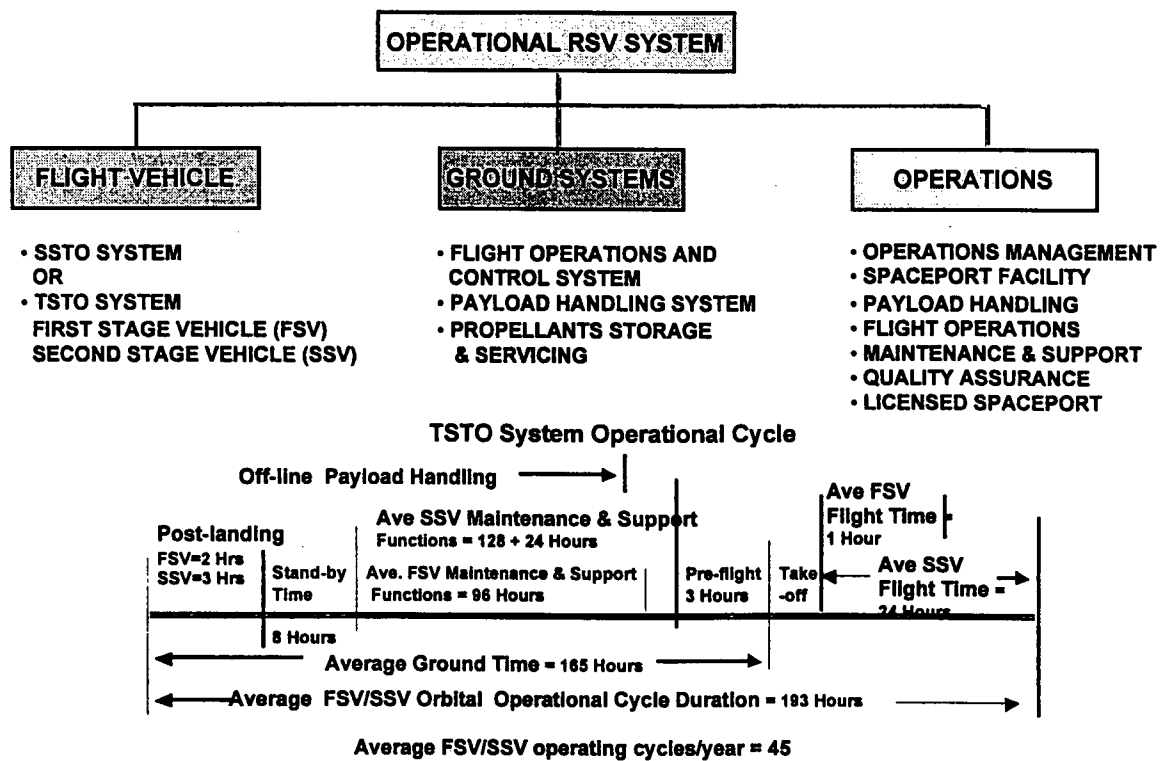 OPERATIONAL RSV SYSTEM
FLIGHT VEHICLE
GROUND SYSTEMS
OPERATIONS
• SSTO SYSTEM
OR
• TSTO SYSTEM
FIRST STAGE VEHICLE (FSV)
SECOND STAGE VEHICLE (SSV)
• FLIGHT OPERATIONS AND
CONTROL SYSTEM
• PAYLOAD HANDLING SYSTEM
• PROPELLANTS STORAGE
& SERVICING
• OPERATIONS MANAGEMENT
• SPACEPORT FACILITY
• PAYLOAD HANDLING
• FLIGHT OPERATIONS
• MAINTENANCE & SUPPORT
• QUALITY ASSURANCE
• LICENSED SPACEPORT
TSTO System Operational Cycle
Off-line Payload Handling
Post-landing
FSV=2 Hrs
SSV=3 Hrs
Stand-by
Time
8 Hours
Ave SSV Maintenance & Support
Functions = 128 + 24 Hours
Ave. FSV Maintenance & Support
Functions = 96 Hours
Pre-flight
3 Hours
Take
-off
Ave FSV
Flight Time =
1 Hour
Ave SSV
Flight Time =
24 Hours
Average Ground Time = 165 Hours
Average FSV/SSV Orbital Operational Cycle Duration = 193 Hours
Average FSV/SSV operating cycles/year = 45